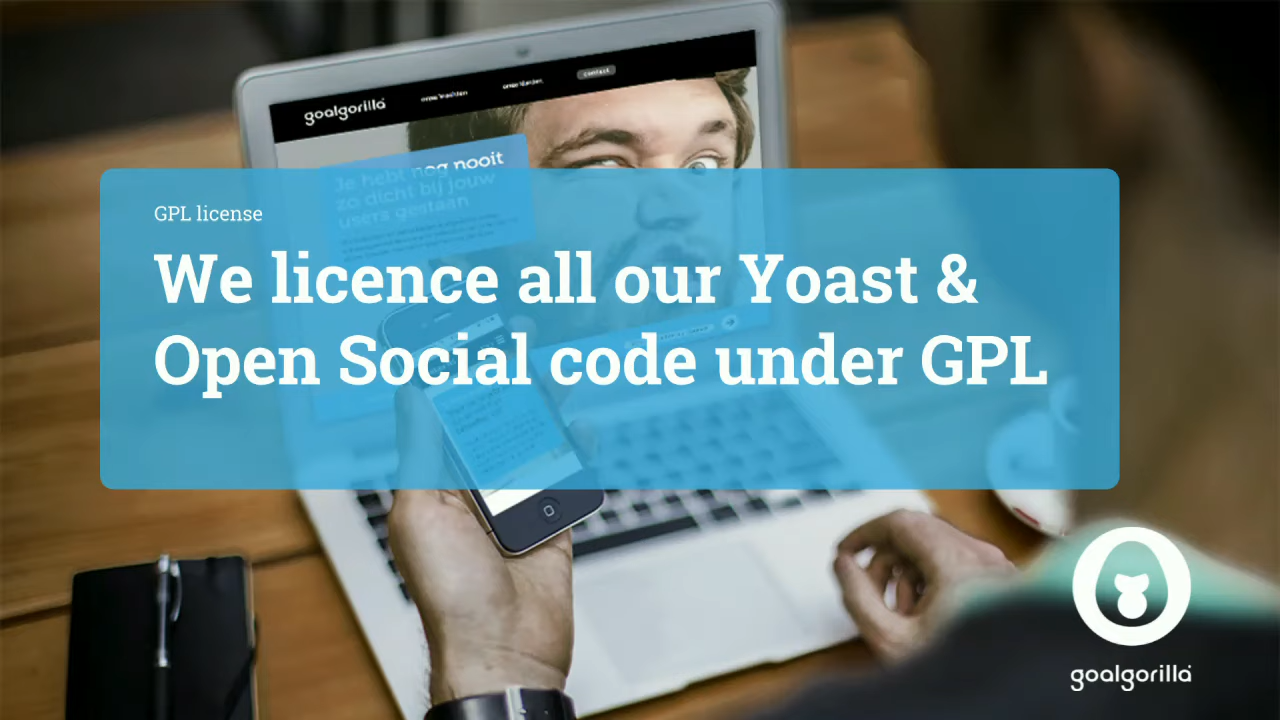 goalgorilla
contact
Je hebt nog nooit
zo dicht bij jouw
users gestaan
GPL license
We licence all our Yoast &
Open Social code under GPL
goalgorilla